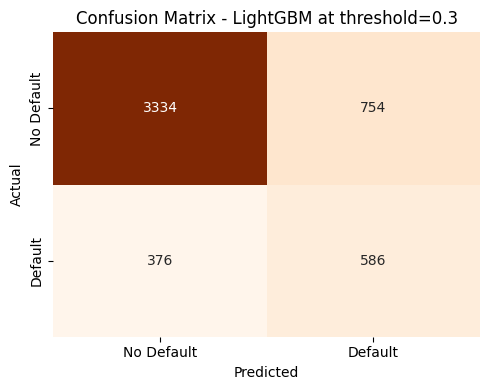 Confusion Matrix - LightGBM at threshold=0.3
Actual
No Default
3334
754
Default
376
586
No Default
Default
Predicted